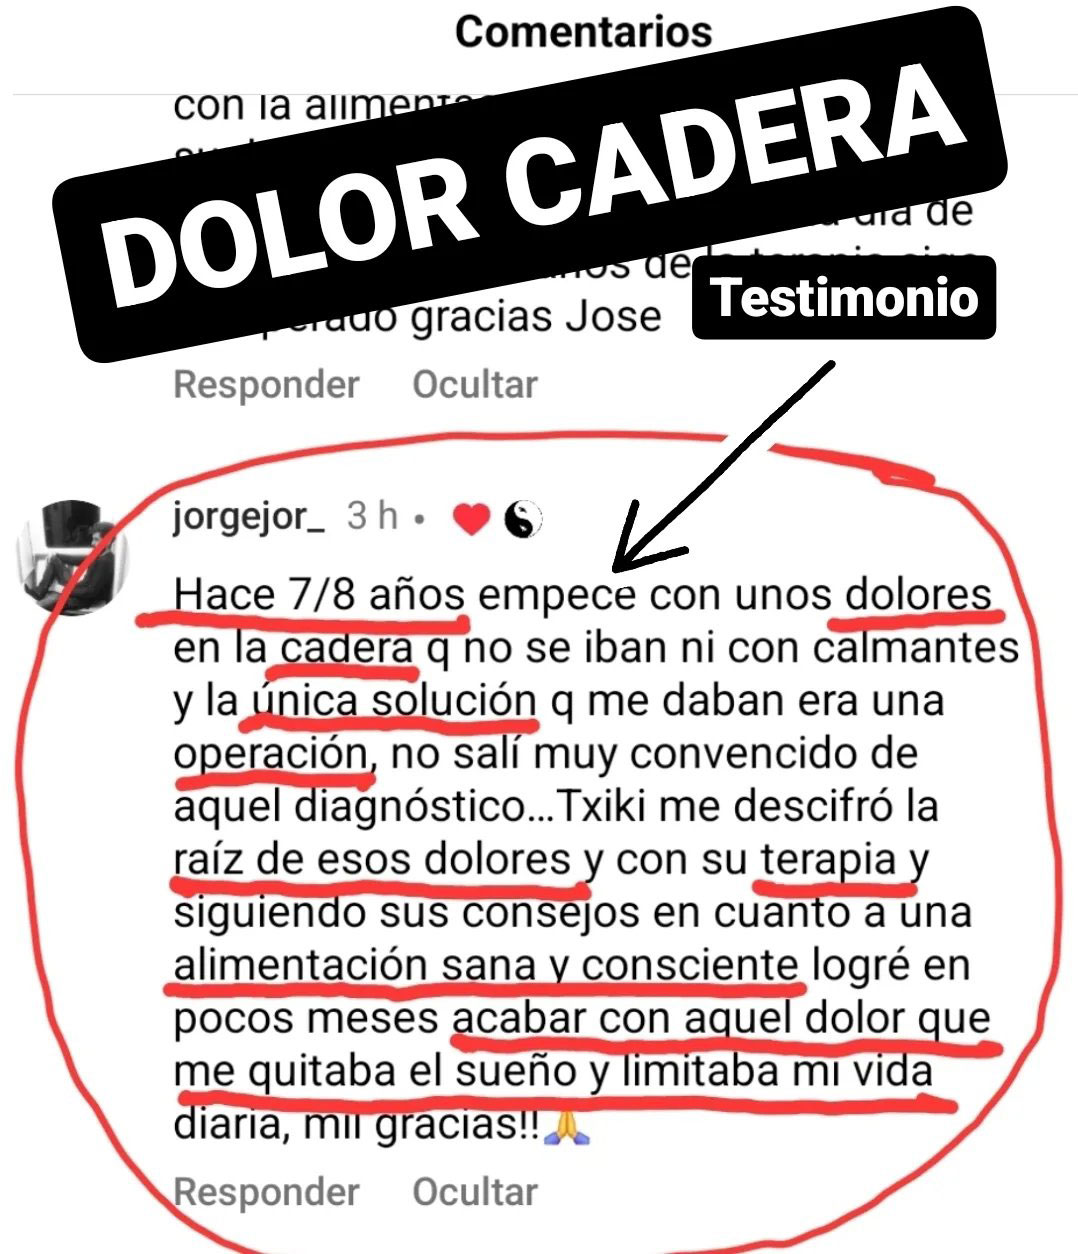 Comentarios
con la
DOLOR CADERA
día de
de
gracias Jose
Testimonio
Responder Ocultar
jorgejor_ 3 h •
Hace 7/8 años empece con unos dolores
en la cadera q no se iban ni con calmantes
y la única solución q me daban era una
operación, no salí muy convencido de
aquel diagnóstico...Txiki me descifró la
raíz de esos dolores y con su terapia y
siguiendo sus consejos en cuanto a una
alimentación sana y consciente logré en
pocos meses acabar con aquel dolor que
me quitaba el sueño y limitaba mi vida
diaria, mil gracias!!🙏
Responder Ocultar